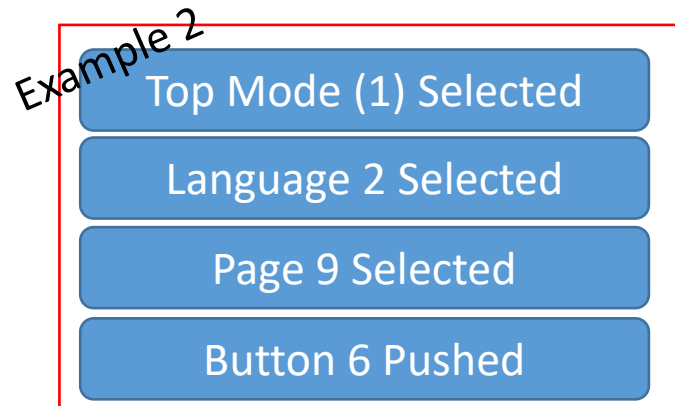 Example 2
Top Mode (1) Selected
Language 2 Selected
Page 9 Selected
Button 6 Pushed